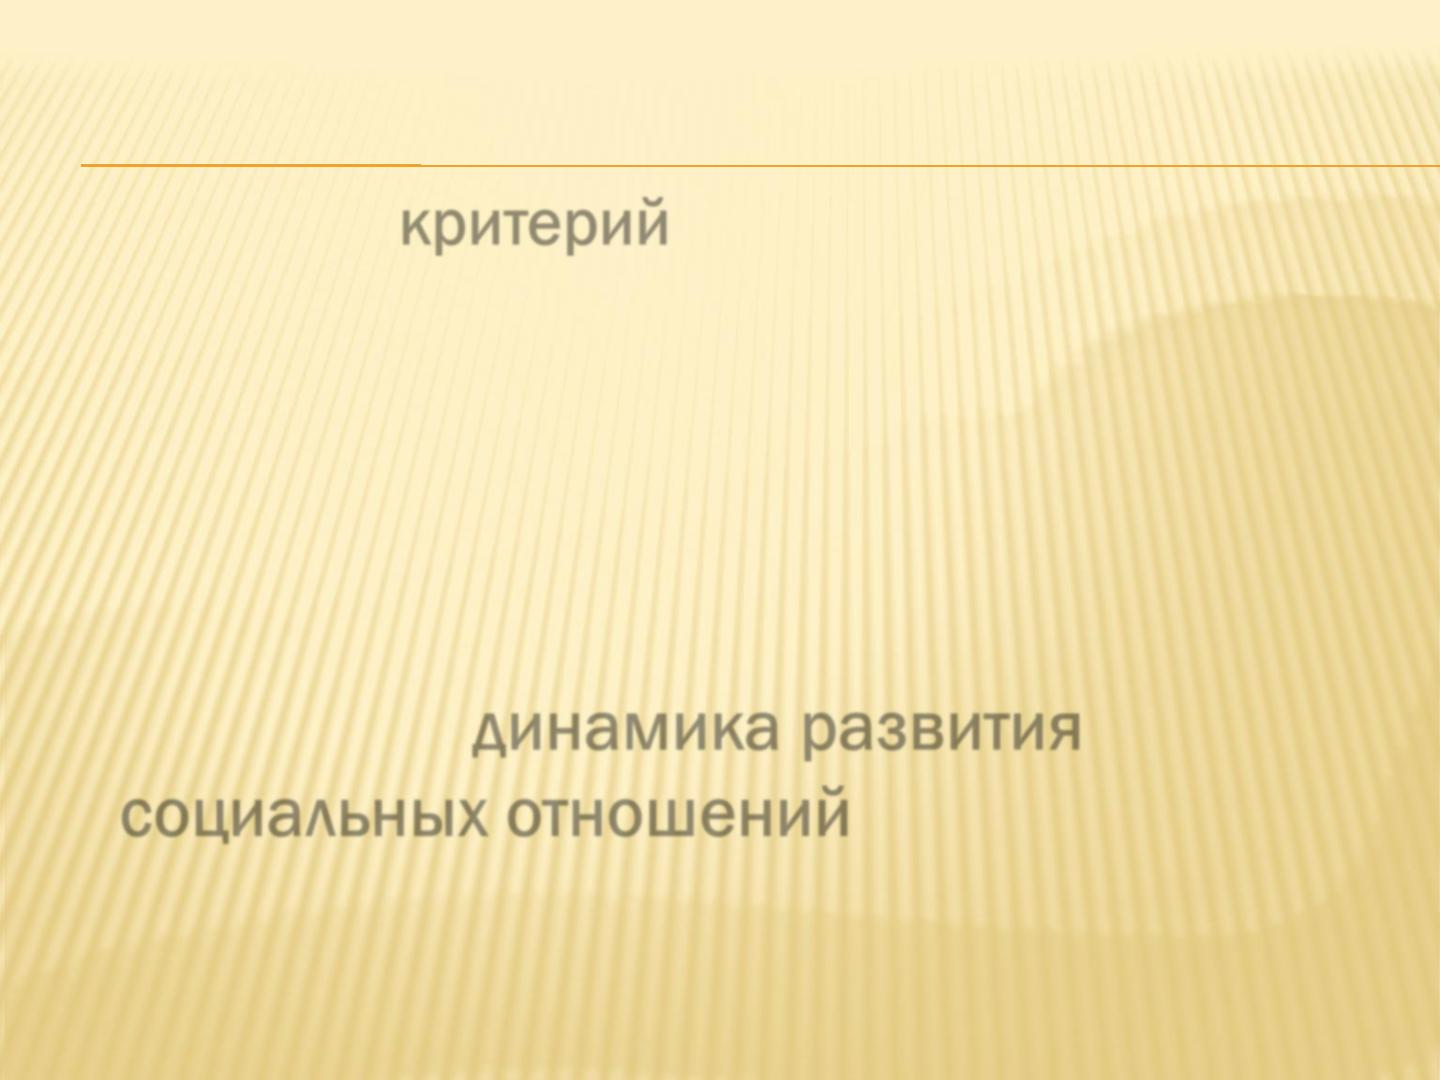 критерий
динамика развития
социальных отношений